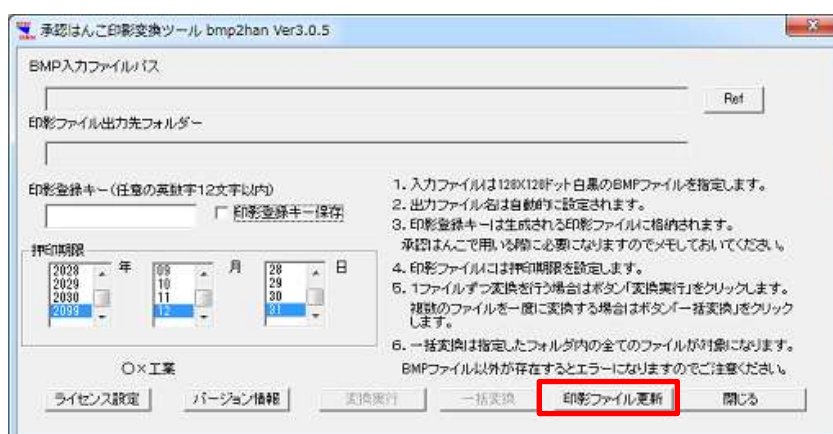 承認はんこ印影変換ツール bmp2han Ver3.0.5
BMP入力ファイルパス
Ref
印影ファイル出力先フォルダー
印影登録キー(任意の英数字12文字以内)
印影登録キー保存
押印期限
2028
2029
2030
2099
年
09
10
11
12
月
28
29
30
31
日
1. 入力ファイルは128X128ドット白黒のBMPファイルを指定します。
2. 出力ファイル名は自動的に設定されます。
3. 印影登録キーは生成される印影ファイルに格納されます。
承認はんこで用いる際に必要になりますのでメモしておいてください。
4. 印影ファイルには押印期限を設定します。
5. 1ファイルずつ変換を行う場合はボタン「変換実行」をクリックします。
複数のファイルを一度に変換する場合はボタン「一括変換」をクリック
します。
6. 一括変換は指定したフォルダ内の全てのファイルが対象になります。
BMPファイル以外が存在するとエラーになりますのでご注意ください。
○×工業
ライセンス設定
バージョン情報
変換実行
一括変換
印影ファイル更新
閉じる